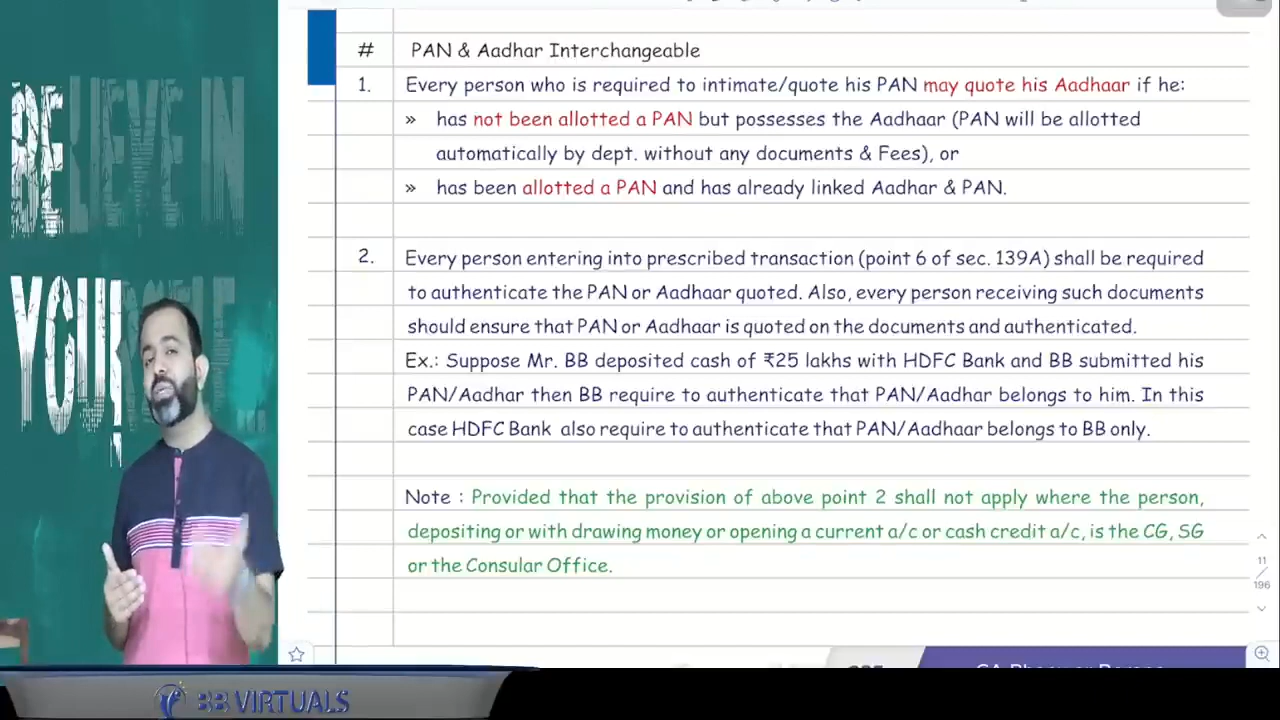 BELIEVE IN
YOURSELF...
# PAN & Aadhar Interchangeable
1. Every person who is required to intimate/quote his PAN may quote his Aadhaar if he:
» has not been allotted a PAN but possesses the Aadhaar (PAN will be allotted
automatically by dept. without any documents & Fees), or
» has been allotted a PAN and has already linked Aadhar & PAN.
2. Every person entering into prescribed transaction (point 6 of sec. 139A) shall be required
to authenticate the PAN or Aadhaar quoted. Also, every person receiving such documents
should ensure that PAN or Aadhaar is quoted on the documents and authenticated.
Ex.: Suppose Mr. BB deposited cash of ₹25 lakhs with HDFC Bank and BB submitted his
PAN/Aadhar then BB require to authenticate that PAN/Aadhar belongs to him. In this
case HDFC Bank also require to authenticate that PAN/Aadhaar belongs to BB only.
Note : Provided that the provision of above point 2 shall not apply where the person,
depositing or with drawing money or opening a current a/c or cash credit a/c, is the CG, SG
or the Consular Office.
11
/
196
BB VIRTUALS